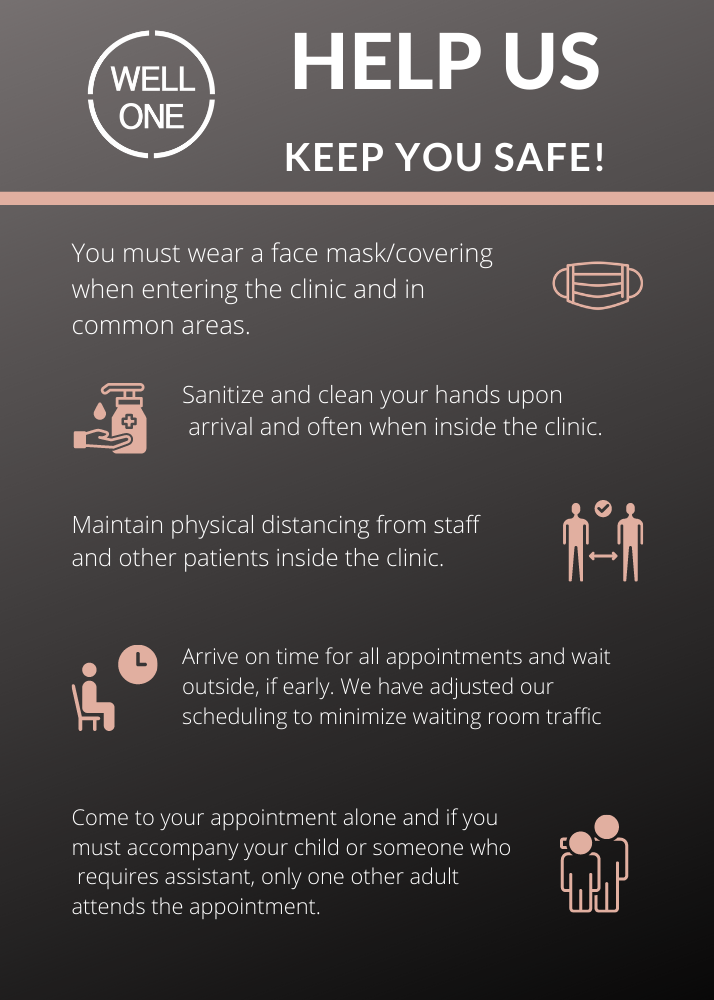 WELL
ONE
HELP US
KEEP YOU SAFE!
You must wear a face mask/covering
when entering the clinic and in
common areas.
Sanitize and clean your hands upon
arrival and often when inside the clinic.
Maintain physical distancing from staff
and other patients inside the clinic.
Arrive on time for all appointments and wait
outside, if early. We have adjusted our
scheduling to minimize waiting room traffic
Come to your appointment alone and if you
must accompany your child or someone who
requires assistant, only one other adult
attends the appointment.